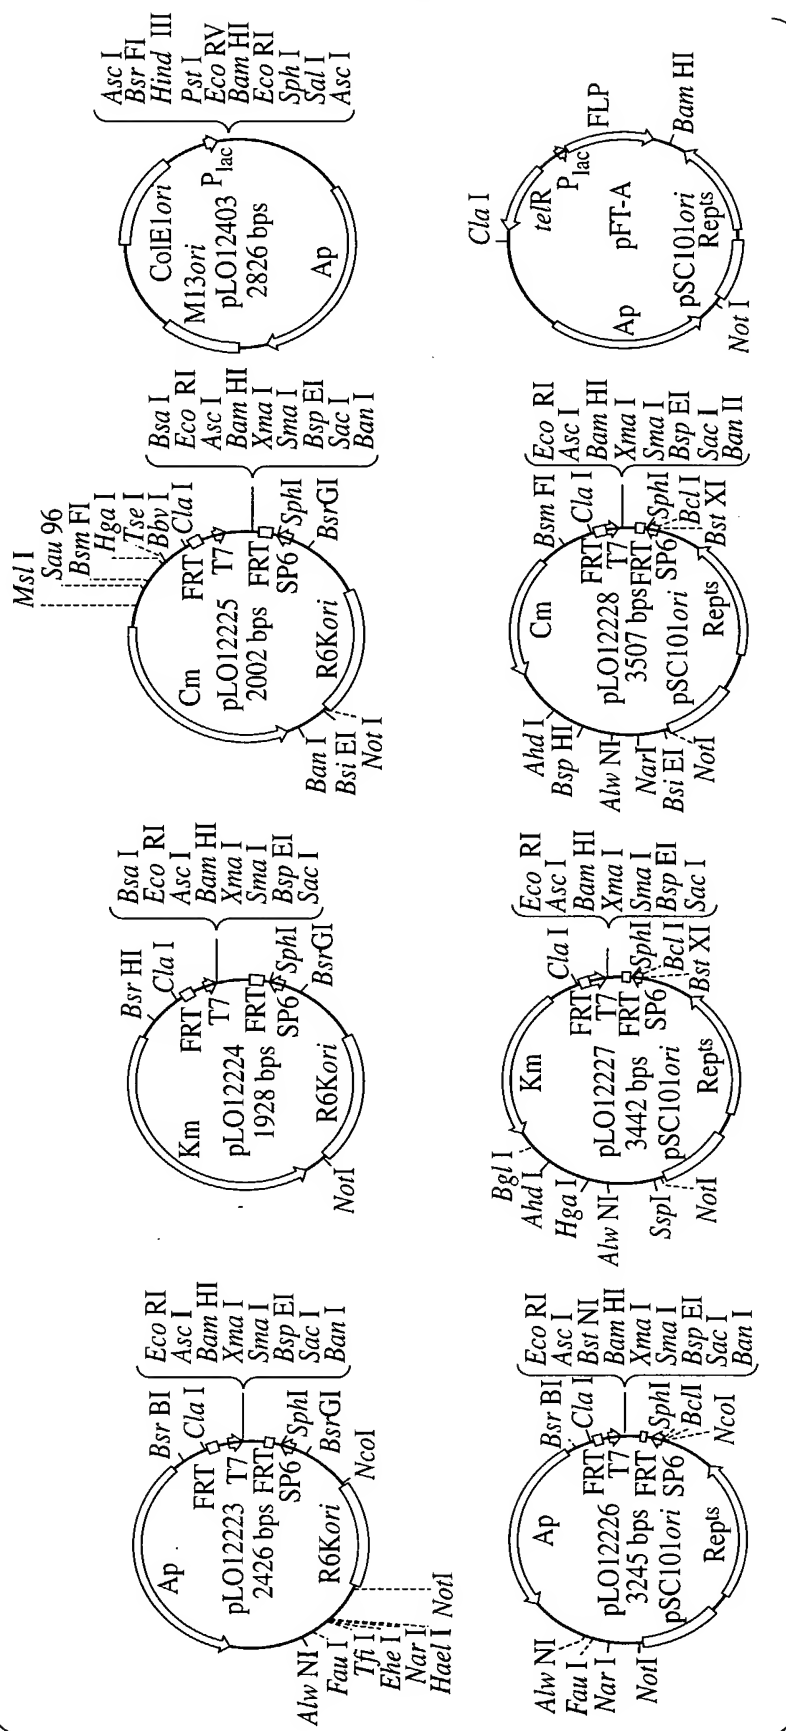 Ap
pLO12223
2426 bps
R6Kori
Bsr BI
Cla I
FRT
T7
FRT
SP6
SphI
BsrGI
NcoI
NotI
Alw NI
Fau I
Tfi I
Ehe I
Nar I
HaeI I
Eco RI
Asc I
Bam HI
Xma I
Sma I
Bsp EI
Sac I
Ban I
Km
pLO12224
1928 bps
R6Kori
Bsr HI
Cla I
FRT
T7
FRT
SP6
SphI
BsrGI
NotI
Bsa I
Eco RI
Asc I
Bam HI
Xma I
Sma I
Bsp EI
Sac I
Cm
pLO12225
2002 bps
R6Kori
Msl I
Sau 96
Bsm FI
Hga I
Tse I
Bbv I
Cla I
FRT
T7
FRT
SP6
SphI
BsrGI
Ban I
Bsi EI
Not I
Bsa I
Eco RI
Asc I
Bam HI
Xma I
Sma I
Bsp EI
Sac I
Ban I
ColE1ori
M13ori
pLO12403
2826 bps
Plac
Ap
Asc I
Bsr FI
Hind III
Pst I
Eco RV
Bam HI
Eco RI
Sph I
Sal I
Asc I
Ap
pLO12226
3245 bps
pSC101ori
Repts
Bsr BI
Cla I
FRT
T7
FRT
SP6
SphI
BclI
NcoI
Alw NI
Fau I
Nar I
NotI
Eco RI
Asc I
Bst NI
Bam HI
Xma I
Sma I
Bsp EI
Sac I
Ban I
Km
pLO12227
3442 bps
pSC101ori
Repts
Cla I
FRT
T7
FRT
SP6
SphI
Bcl I
Bst XI
Bgl I
Ahd I
Hga I
Alw NI
SspI
NotI
Eco RI
Asc I
Bam HI
Xma I
Sma I
Bsp EI
Sac I
Cm
pLO12228
3507 bps
pSC101ori
Repts
Bsm FI
Cla I
FRT
T7
FRT
SP6
SphI
Bcl I
Bst XI
Ahd I
Bsp HI
Alw NI
NarI
Bsi EI
NotI
Eco RI
Asc I
Bam HI
Xma I
Sma I
Bsp EI
Sac I
Ban II
Cla I
telR
Plac
FLP
Bam HI
pFT-A
Ap
pSC101ori
Repts
Not I